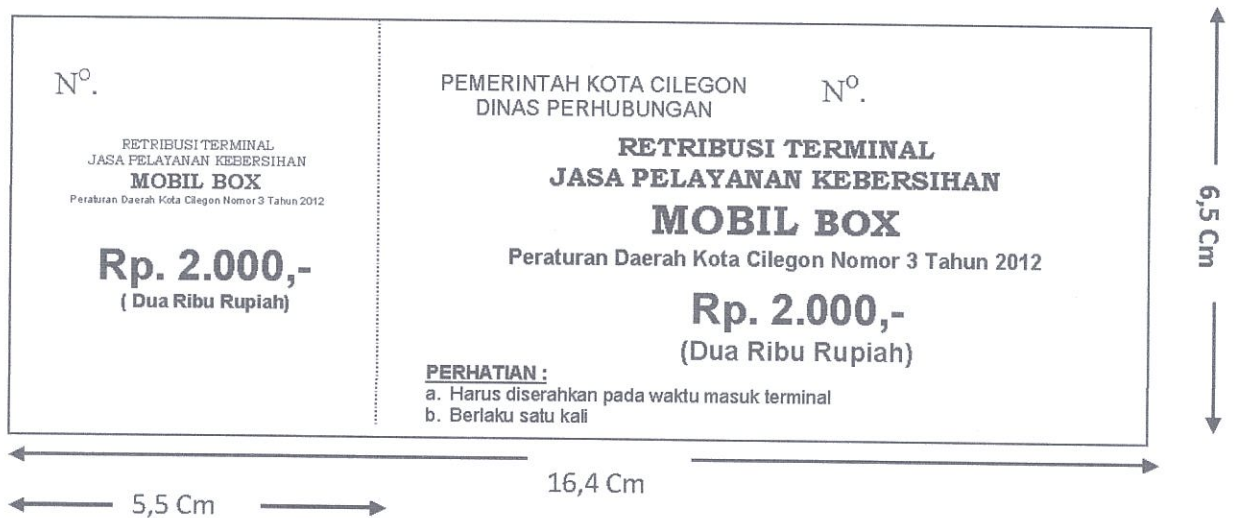 Nº.
RETRIBUSI TERMINAL
JASA PELAYANAN KEBERSIHAN
MOBIL BOX
Peraturan Daerah Kota Cilegon Nomor 3 Tahun 2012
Rp. 2.000,-
( Dua Ribu Rupiah)
PEMERINTAH KOTA CILEGON
DINAS PERHUBUNGAN
Nº.
RETRIBUSI TERMINAL
JASA PELAYANAN KEBERSIHAN
MOBIL BOX
Peraturan Daerah Kota Cilegon Nomor 3 Tahun 2012
Rp. 2.000,-
(Dua Ribu Rupiah)
PERHATIAN :
a. Harus diserahkan pada waktu masuk terminal
b. Berlaku satu kali
6,5 Cm
16,4 Cm
5,5 Cm